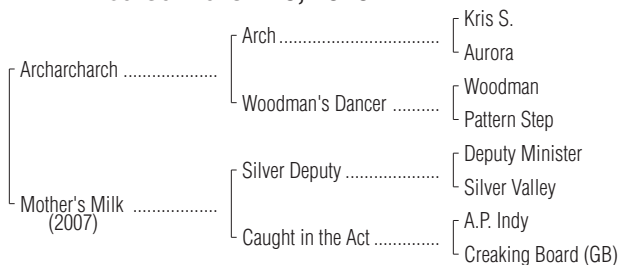 Kris S.
Arch ..................................
Aurora
Archarcharch ....................
Woodman
Woodman's Dancer ..........
Pattern Step
Deputy Minister
Silver Deputy ....................
Silver Valley
Mother's Milk ..................
(2007)
A.P. Indy
Caught in the Act ..............
Creaking Board (GB)